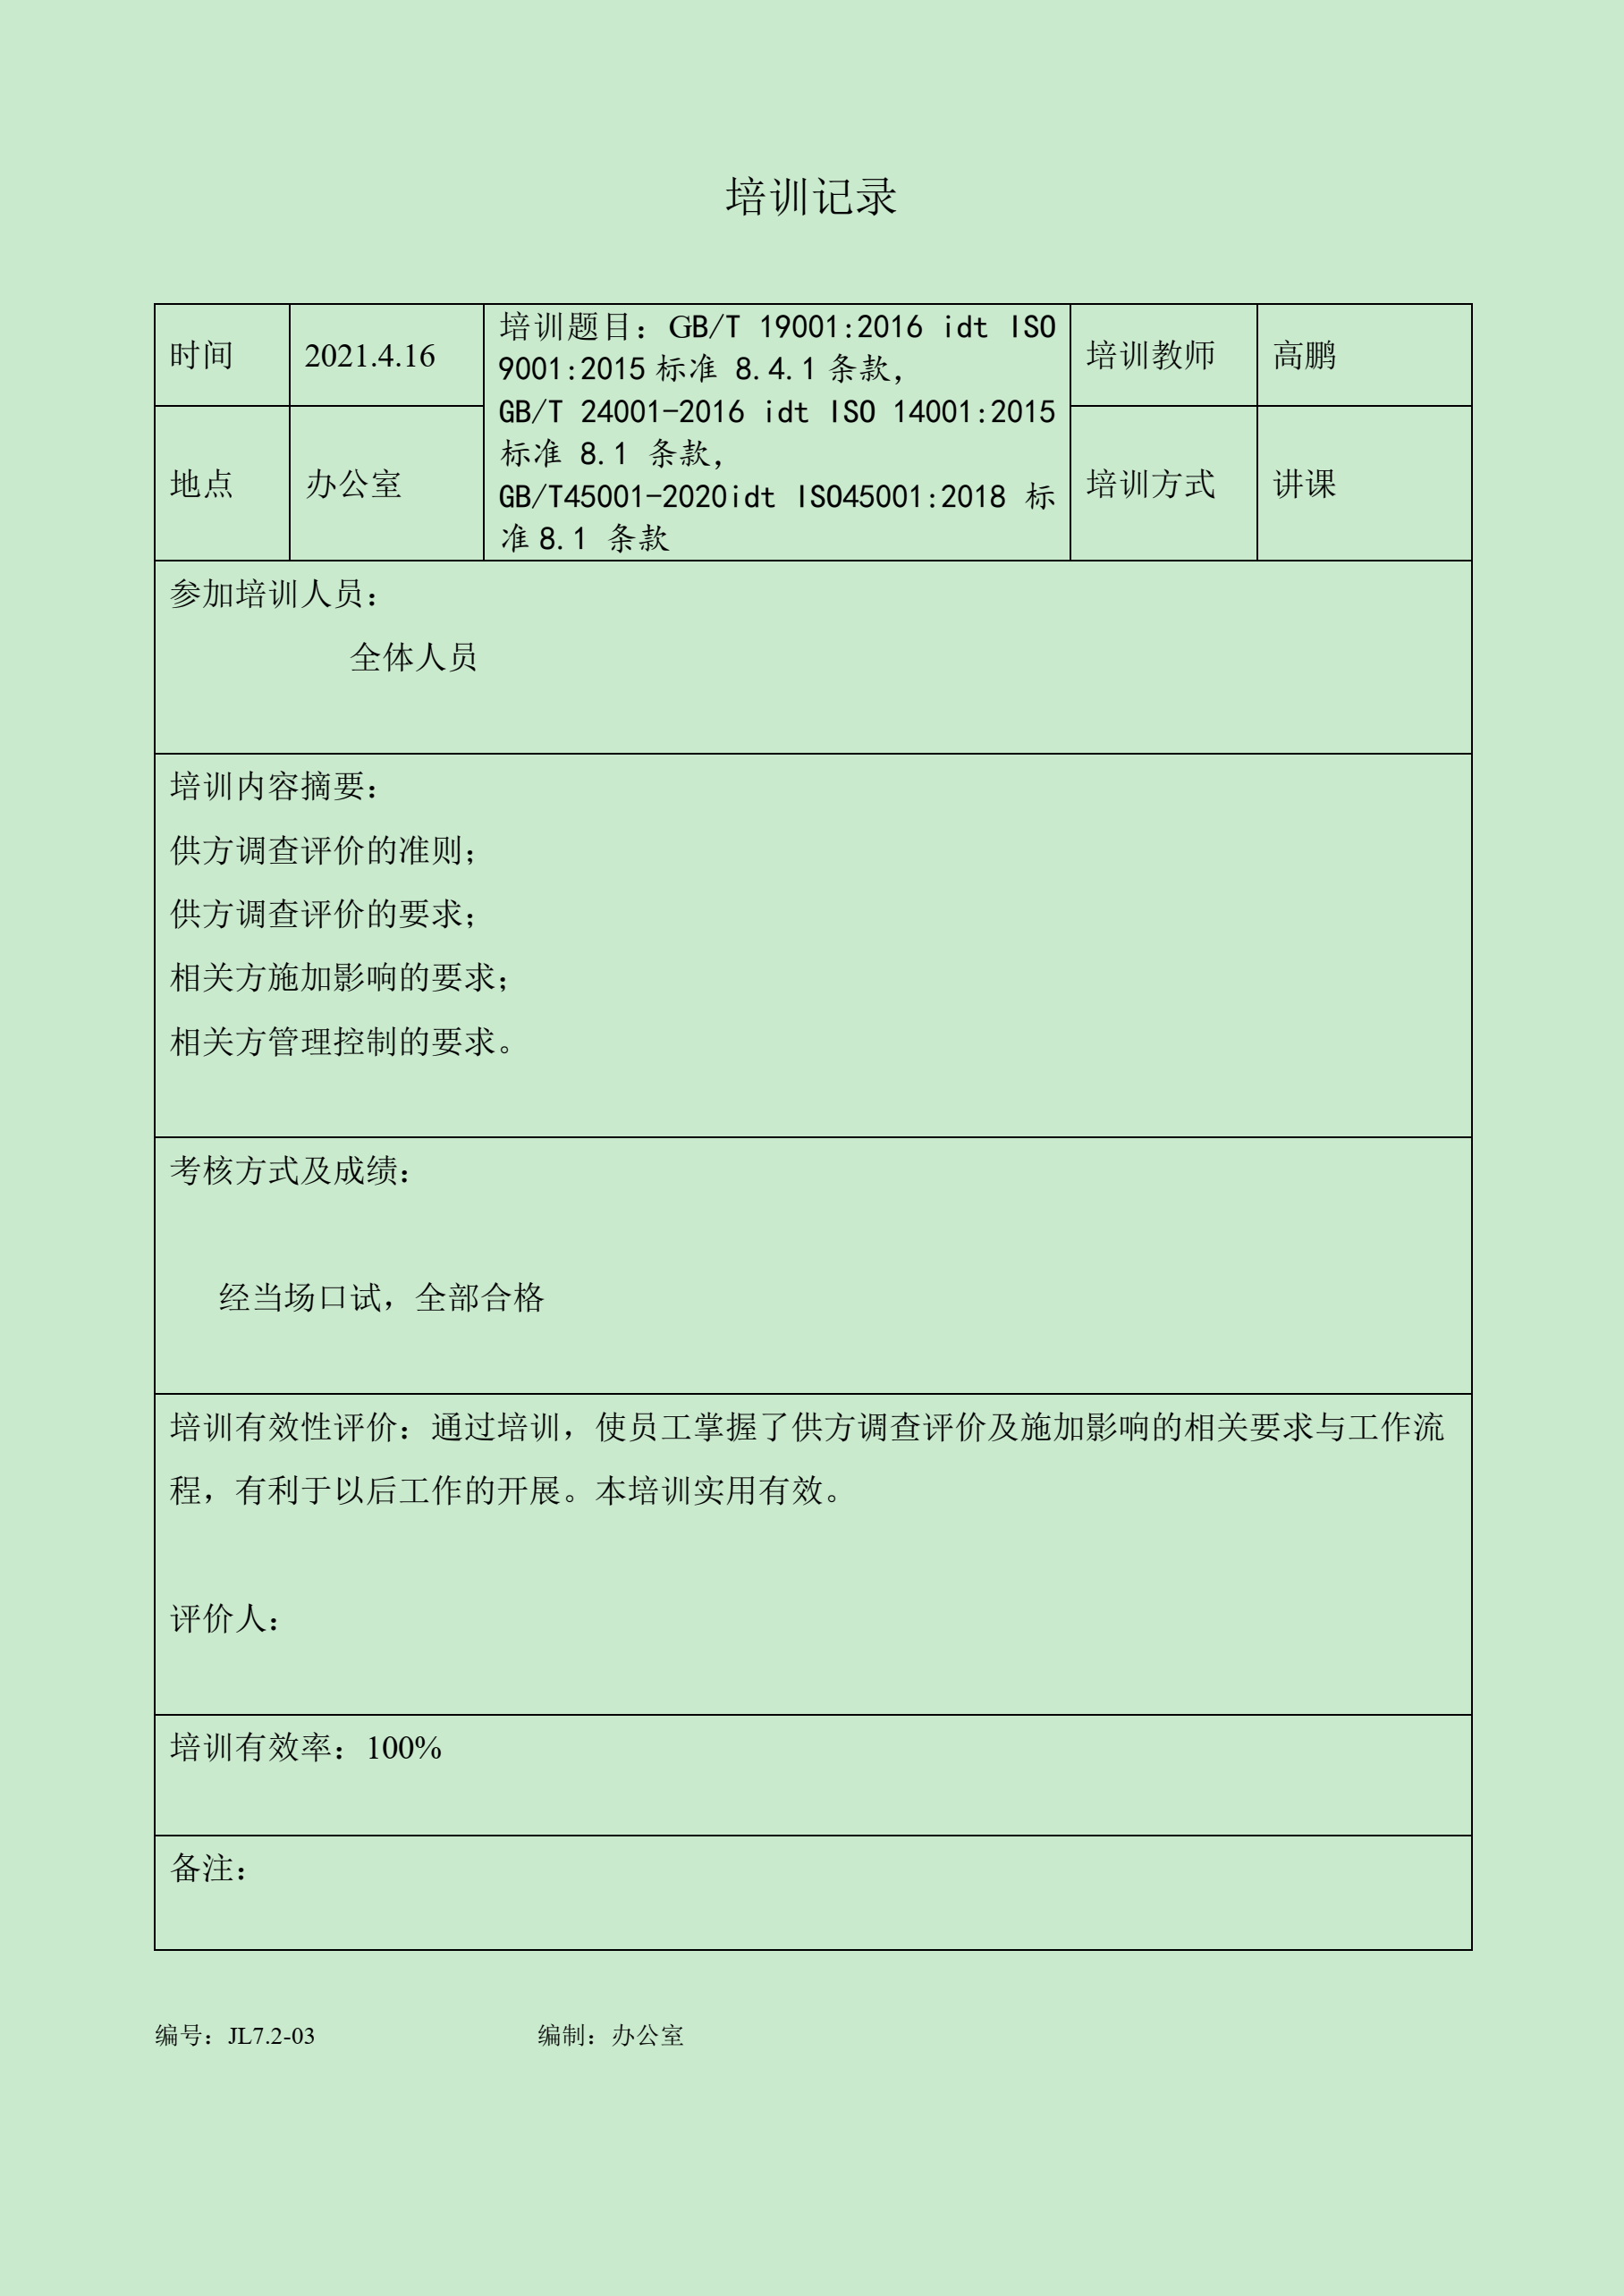 培训记录
时间
2021.4.16
培训题目：GB/T 19001:2016 idt ISO
9001:2015标准 8.4.1条款，
GB/T 24001-2016 idt ISO 14001:2015
标准 8.1 条款，
GB/T45001-2020idt ISO45001:2018 标
准8.1 条款
培训教师
高鹏
地点
办公室
培训方式
讲课
参加培训人员：
全体人员
培训内容摘要：
供方调查评价的准则；
供方调查评价的要求；
相关方施加影响的要求；
相关方管理控制的要求。
考核方式及成绩：
经当场口试，全部合格
培训有效性评价：通过培训，使员工掌握了供方调查评价及施加影响的相关要求与工作流
程，有利于以后工作的开展。本培训实用有效。
评价人：
培训有效率：100%
备注：
编号：JL7.2-03 编制：办公室